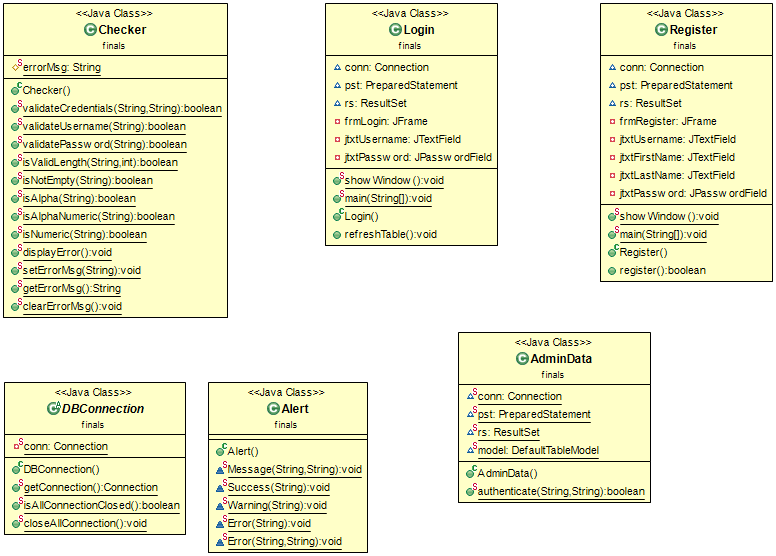 <<Java Class>>
Checker
finals
errorMsg: String
Checker()
validateCredentials(String,String):boolean
validateUsername(String):boolean
validatePassword(String):boolean
isValidLength(String,int):boolean
isNotEmpty(String):boolean
isAlpha(String):boolean
isAlphaNumeric(String):boolean
isNumeric(String):boolean
displayError():void
setErrorMsg(String):void
getErrorMsg():String
clearErrorMsg():void
<<Java Class>>
Login
finals
conn: Connection
pst: PreparedStatement
rs: ResultSet
frmLogin: JFrame
jtxtUsername: JTextField
jtxtPassword: JPasswordField
showWindow():void
main(String[]):void
Login()
refreshTable():void
<<Java Class>>
Register
finals
conn: Connection
pst: PreparedStatement
rs: ResultSet
frmRegister: JFrame
jtxtUsername: JTextField
jtxtFirstName: JTextField
jtxtLastName: JTextField
jtxtPassword: JPasswordField
showWindow():void
main(String[]):void
Register()
register():boolean
<<Java Class>>
DBConnection
finals
conn: Connection
DBConnection()
getConnection():Connection
isAllConnectionClosed():boolean
closeAllConnection():void
<<Java Class>>
Alert
finals
Alert()
Message(String,String):void
Success(String):void
Warning(String):void
Error(String):void
Error(String,String):void
<<Java Class>>
AdminData
finals
conn: Connection
pst: PreparedStatement
rs: ResultSet
model: DefaultTableModel
AdminData()
authenticate(String,String):boolean